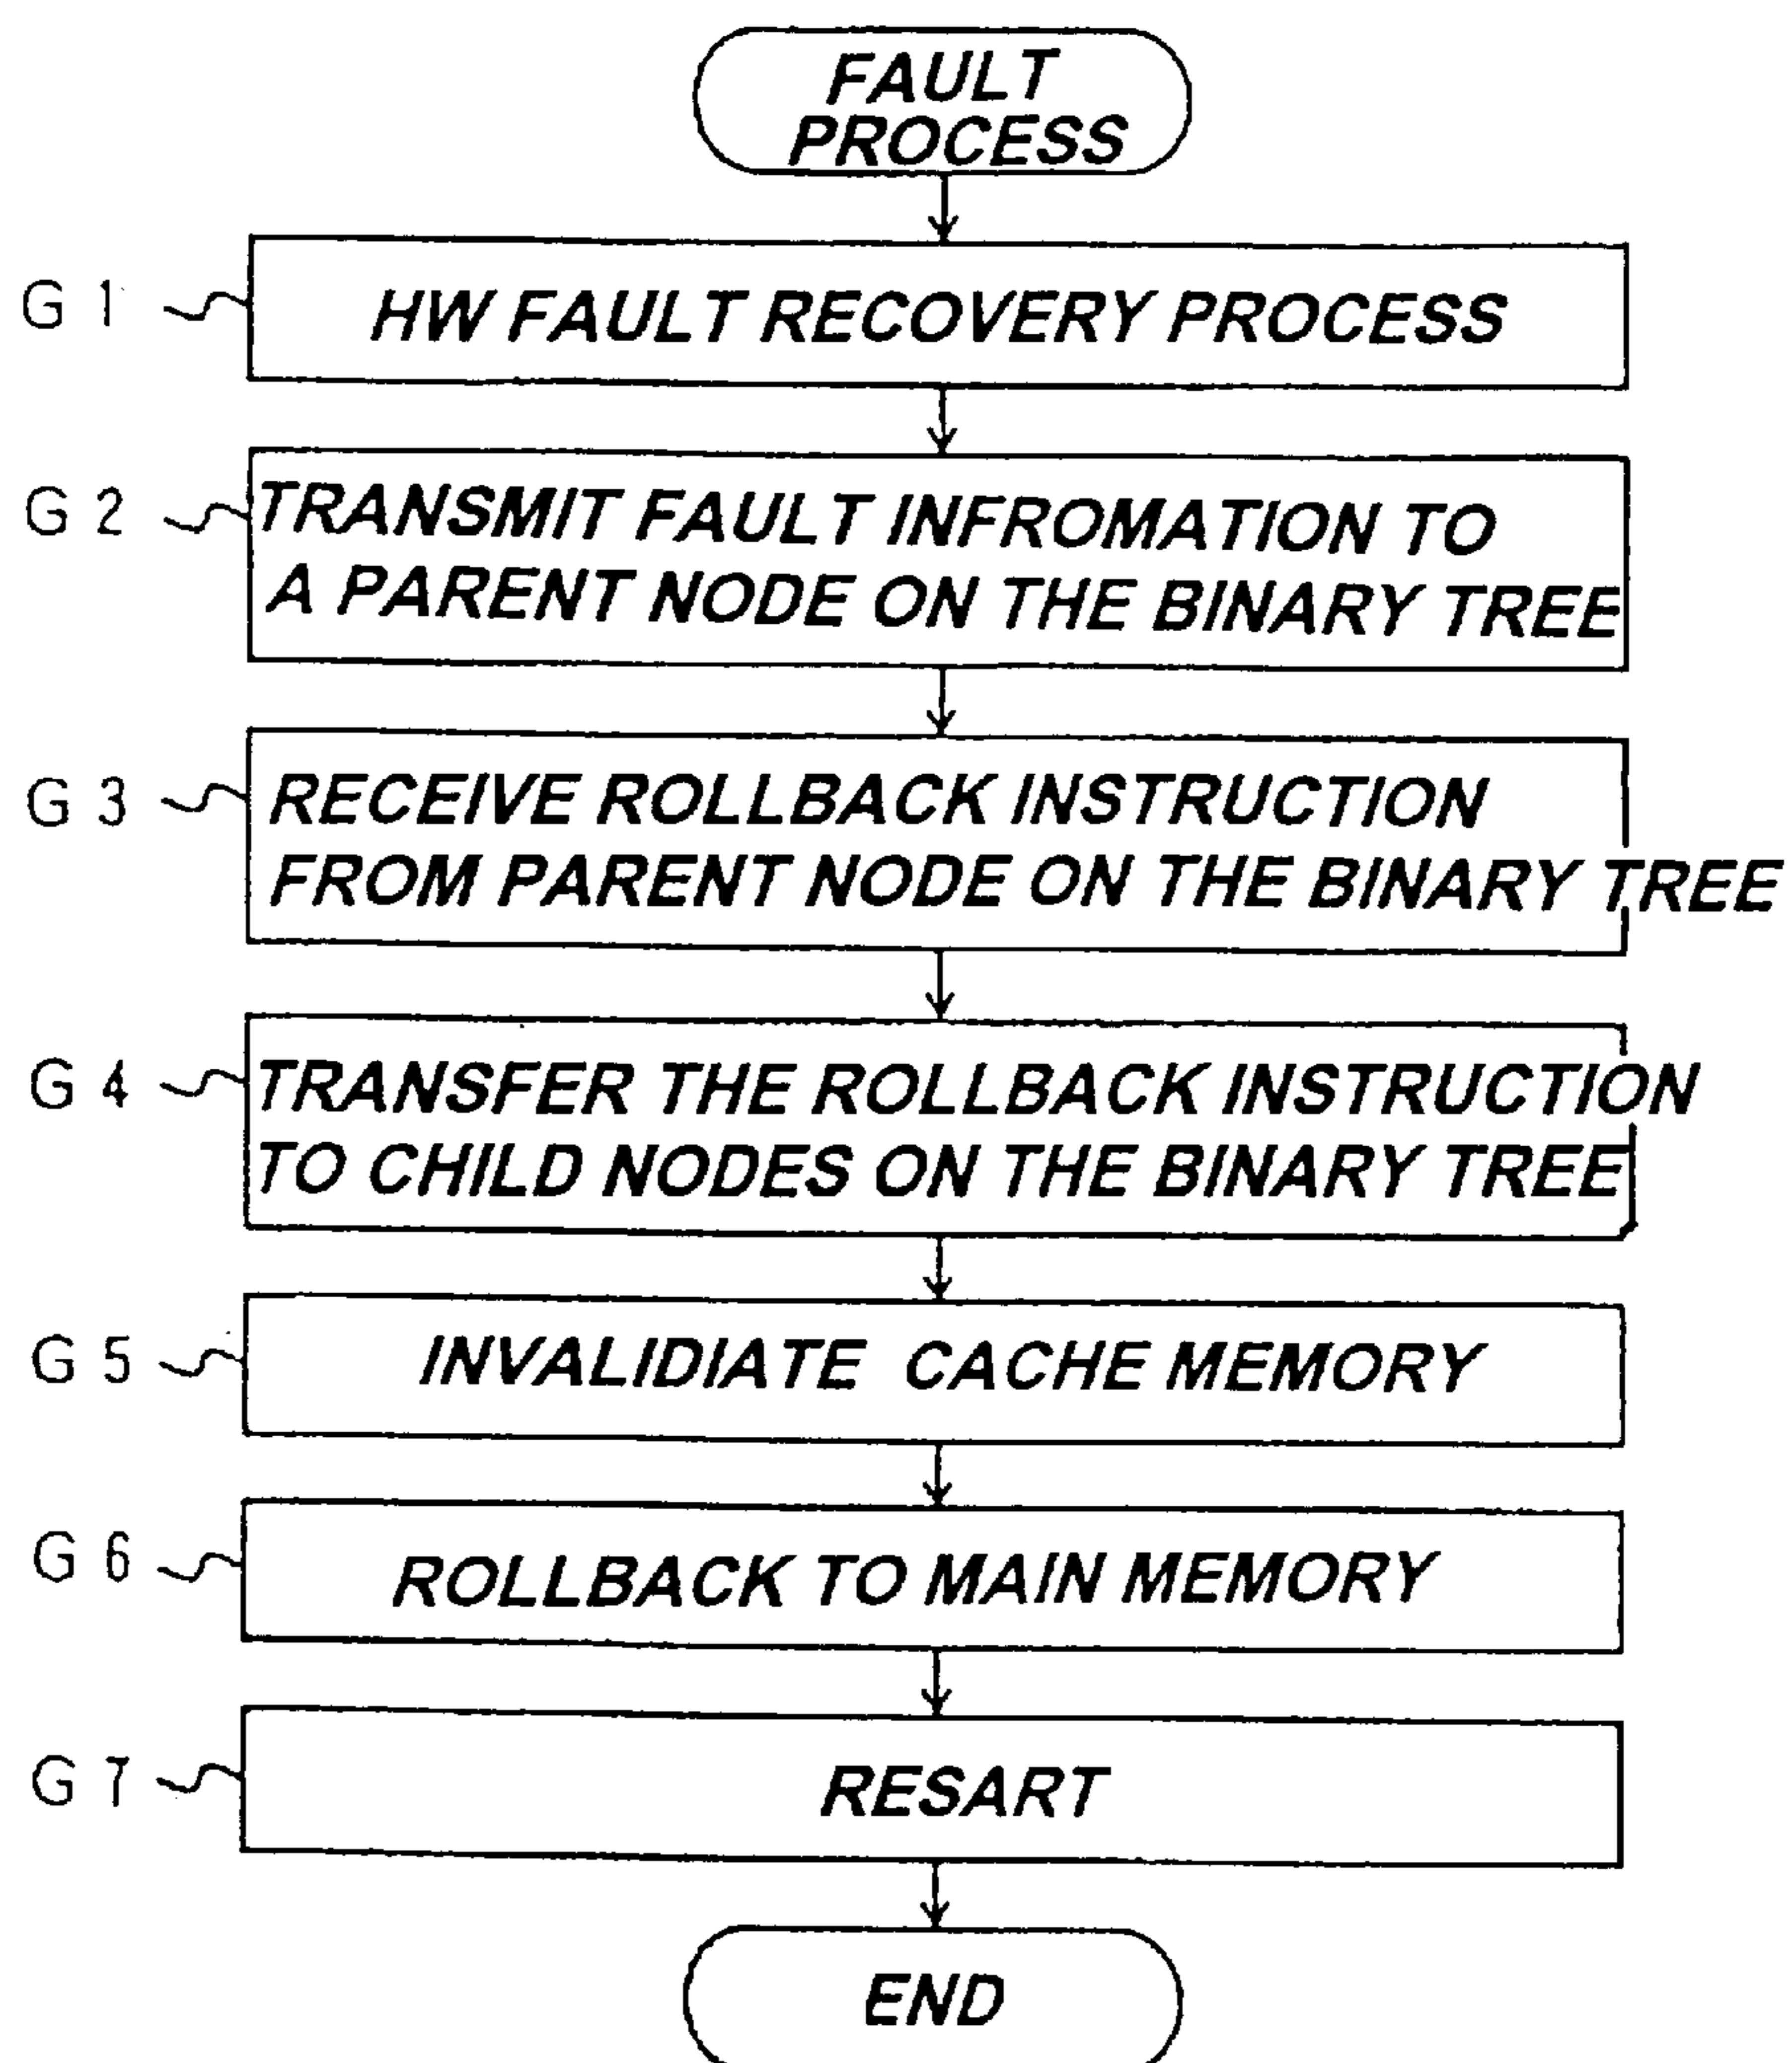 FAULT
PROCESS
G 1
HW FAULT RECOVERY PROCESS
G 2
TRANSMIT FAULT INFROMATION TO
A PARENT NODE ON THE BINARY TREE
G 3
RECEIVE ROLLBACK INSTRUCTION
FROM PARENT NODE ON THE BINARY TREE
G 4
TRANSFER THE ROLLBACK INSTRUCTION
TO CHILD NODES ON THE BINARY TREE
G 5
INVALIDIATE CACHE MEMORY
G 6
ROLLBACK TO MAIN MEMORY
G 7
RESART
END